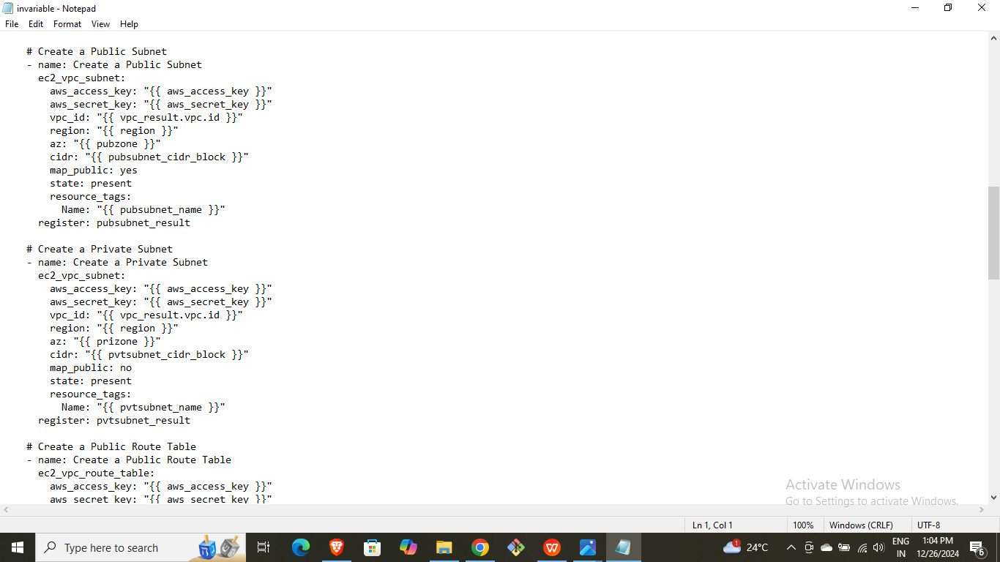 invariable - Notepad
File Edit Format View Help
# Create a Public Subnet
- name: Create a Public Subnet
  ec2_vpc_subnet:
    aws_access_key: "{{ aws_access_key }}"
    aws_secret_key: "{{ aws_secret_key }}"
    vpc_id: "{{ vpc_result.vpc.id }}"
    region: "{{ region }}"
    az: "{{ pubzone }}"
    cidr: "{{ pubsubnet_cidr_block }}"
    map_public: yes
    state: present
    resource_tags:
      Name: "{{ pubsubnet_name }}"
  register: pubsubnet_result
# Create a Private Subnet
- name: Create a Private Subnet
  ec2_vpc_subnet:
    aws_access_key: "{{ aws_access_key }}"
    aws_secret_key: "{{ aws_secret_key }}"
    vpc_id: "{{ vpc_result.vpc.id }}"
    region: "{{ region }}"
    az: "{{ prizone }}"
    cidr: "{{ pvtsubnet_cidr_block }}"
    map_public: no
    state: present
    resource_tags:
      Name: "{{ pvtsubnet_name }}"
  register: pvtsubnet_result
# Create a Public Route Table
- name: Create a Public Route Table
  ec2_vpc_route_table:
    aws_access_key: "{{ aws_access_key }}"
    aws_secret_key: "{{ aws_secret_key }}"
Activate Windows
Go to Settings to activate Windows.
Ln 1, Col 1 100% Windows (CRLF) UTF-8
Type here to search
1
24°C
ENG
IN
1:04 PM
12/26/2024
6